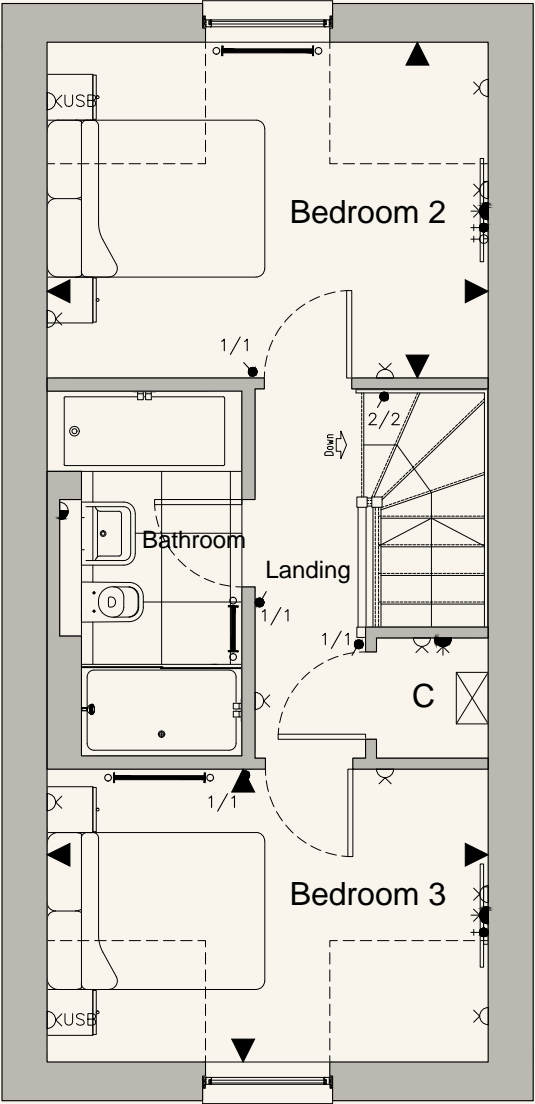 USB
Bedroom 2
1/1
2/2
Down
Bathroom
Landing
1/1
1/1
C
1/1
Bedroom 3
USB